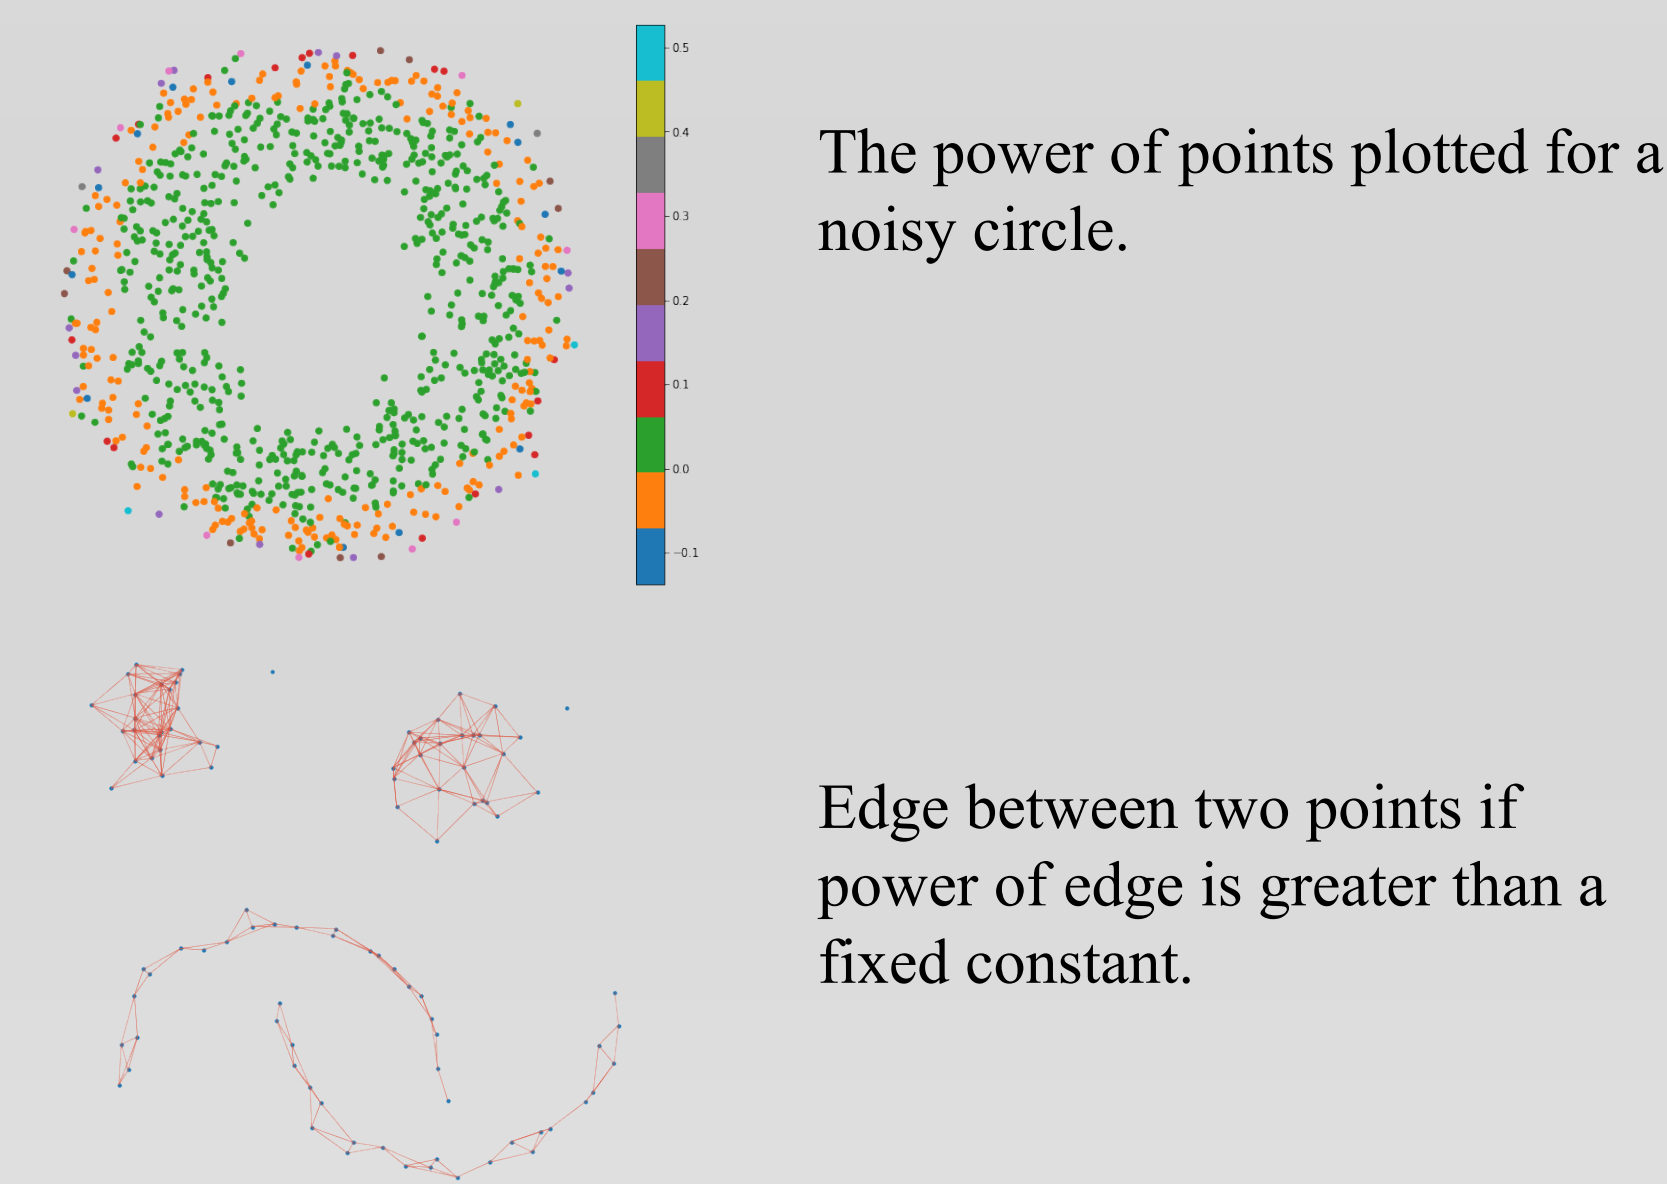 0.5
0.4
0.3
0.2
0.1
0.0
−0.1
The power of points plotted for a
noisy circle.
Edge between two points if
power of edge is greater than a
fixed constant.